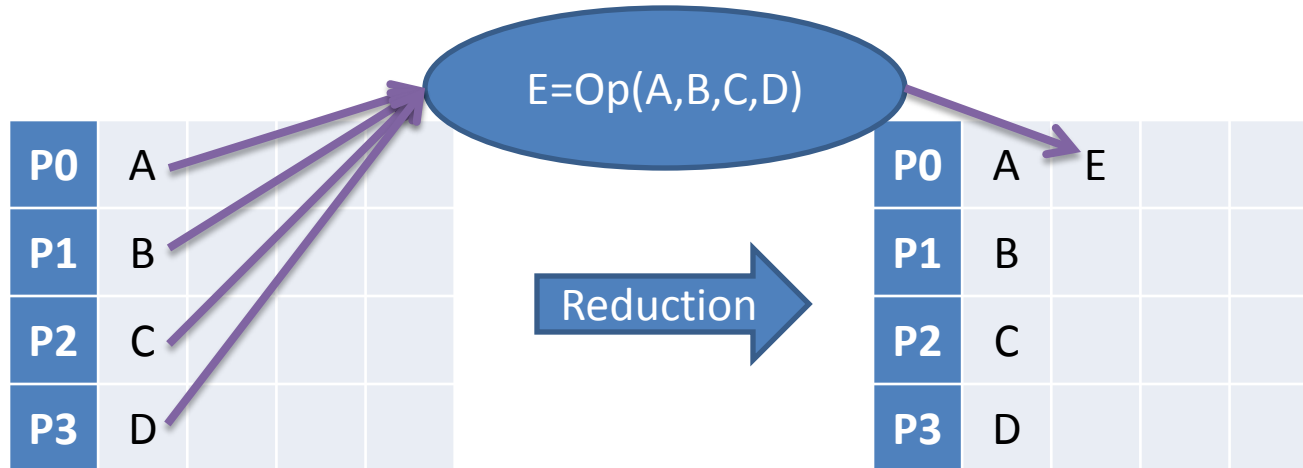 E=Op(A,B,C,D)
P0 A
P1 B
P2 C
P3 D
Reduction
P0 A E
P1 B
P2 C
P3 D